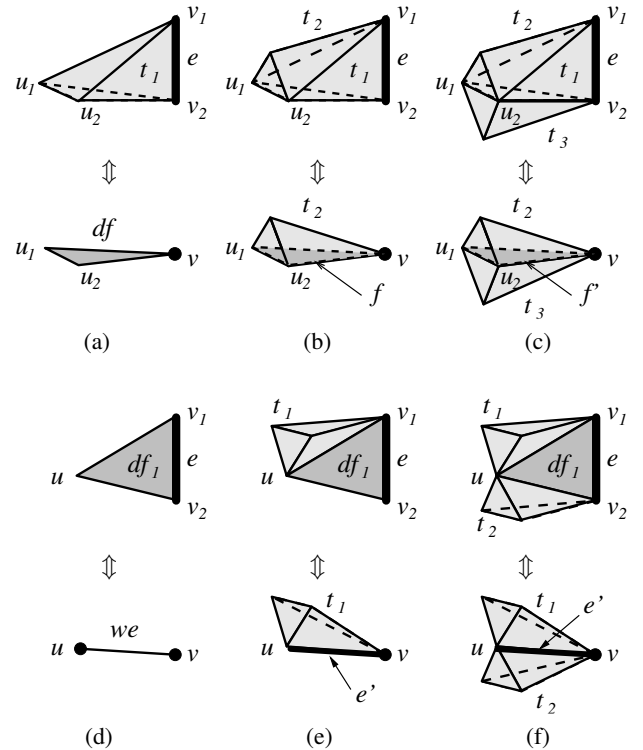 v1 t2 v1 t2 v1
e e e
t1 t1 t1
u1 u1 u1
u2 v2 u2 v2 u2 v2
t3
⇕ ⇕ ⇕
df t2 t2
u1 v u1 v u1 v
u2 u2 u2
f t3 f'
(a) (b) (c)
v1 t1 v1 t1 v1
u df1 e u df1 e u df1 e
v2 v2 t2 v2
⇕ ⇕ ⇕
we t1 t1 e'
u v u v u v
e' t2
(d) (e) (f)